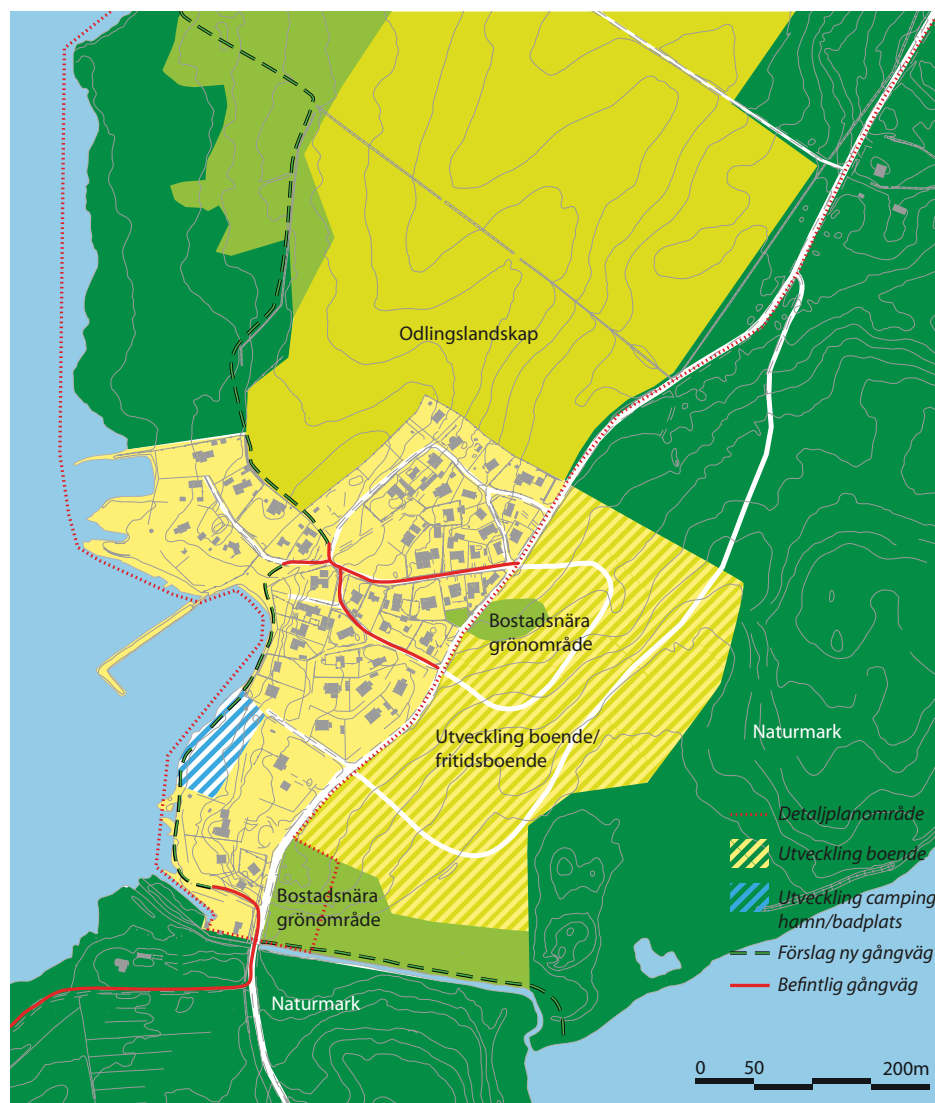 Odlingslandskap
Bostadsnära
grönområde
Utveckling boende/
fritidsboende
Naturmark
Detaljplanområde
Utveckling boende
Utveckling camping
hamn/badplats
Förslag ny gångväg
Befintlig gångväg
Bostadsnära
grönområde
Naturmark
0 50 200m